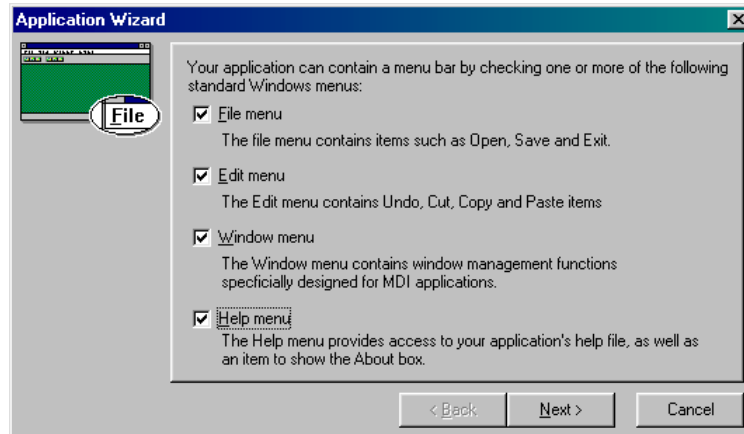 Application Wizard
File
Your application can contain a menu bar by checking one or more of the following
standard Windows menus:
File menu
The file menu contains items such as Open, Save and Exit.
Edit menu
The Edit menu contains Undo, Cut, Copy and Paste items
Window menu
The Window menu contains window management functions
specficially designed for MDI applications.
Help menu
The Help menu provides access to your application's help file, as well as
an item to show the About box.
< Back
Next >
Cancel